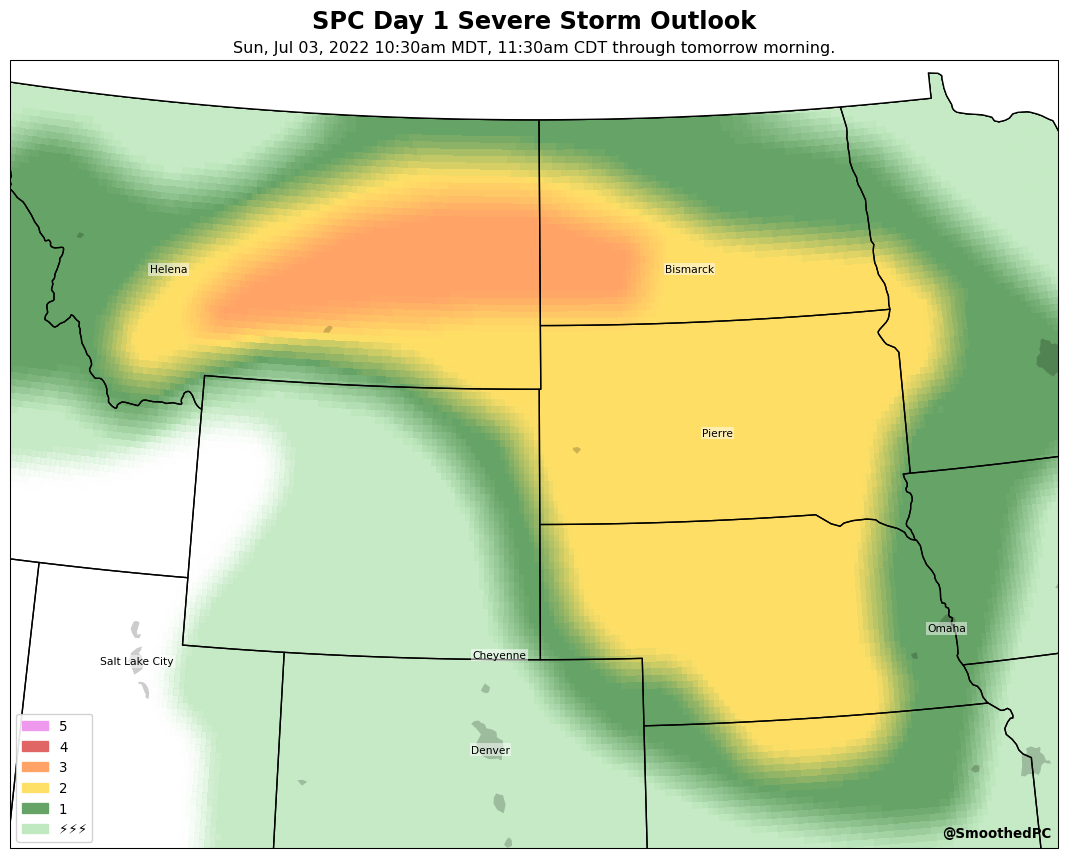 SPC Day 1 Severe Storm Outlook
Sun, Jul 03, 2022 10:30am MDT, 11:30am CDT through tomorrow morning.
Helena
Bismarck
Pierre
Omaha
Cheyenne
Salt Lake City
Denver
5
4
3
2
1
⚡⚡⚡
@SmoothedPC